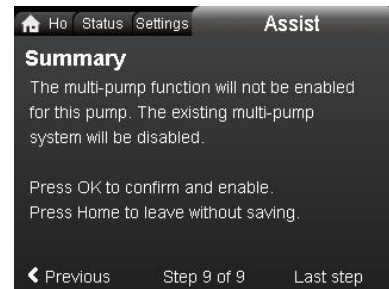 Ho Status Settings Assist
Summary
The multi-pump function will not be enabled
for this pump. The existing multi-pump
system will be disabled.
Press OK to confirm and enable.
Press Home to leave without saving.
Previous Step 9 of 9 Last step